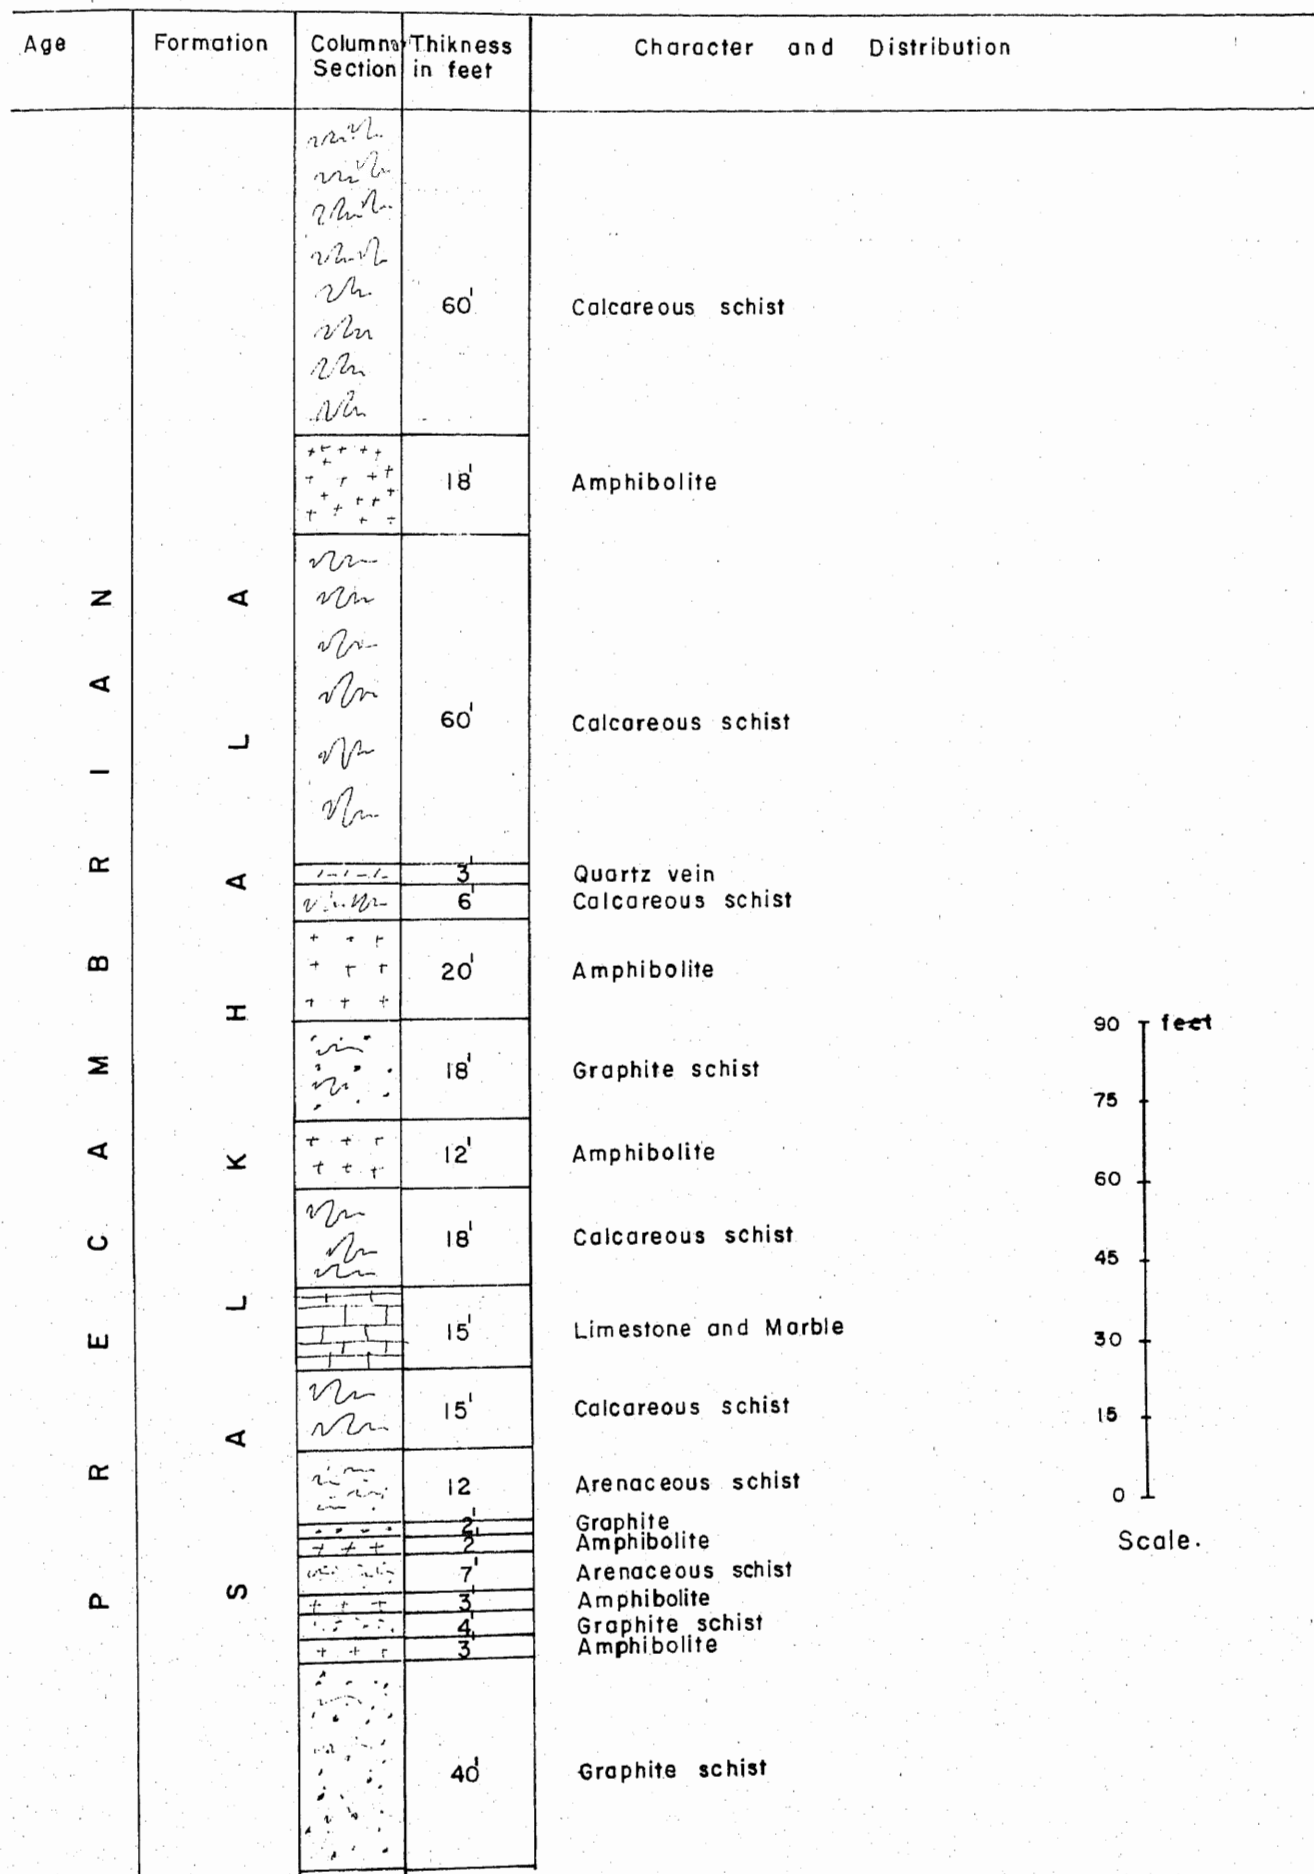 Age
Formation
Columnar Section
Thikness in feet
Character and Distribution
PRECAMBRIAN
SALKHALA
60' Calcareous schist
18' Amphibolite
60' Calcareous schist
3' Quartz vein
6' Calcareous schist
20' Amphibolite
18' Graphite schist
12' Amphibolite
18' Calcareous schist
15' Limestone and Marble
15' Calcareous schist
12 Arenaceous schist
2' Graphite
2' Amphibolite
7' Arenaceous schist
3' Amphibolite
4' Graphite schist
3' Amphibolite
40' Graphite schist
90 feet
75
60
45
30
15
0
Scale.